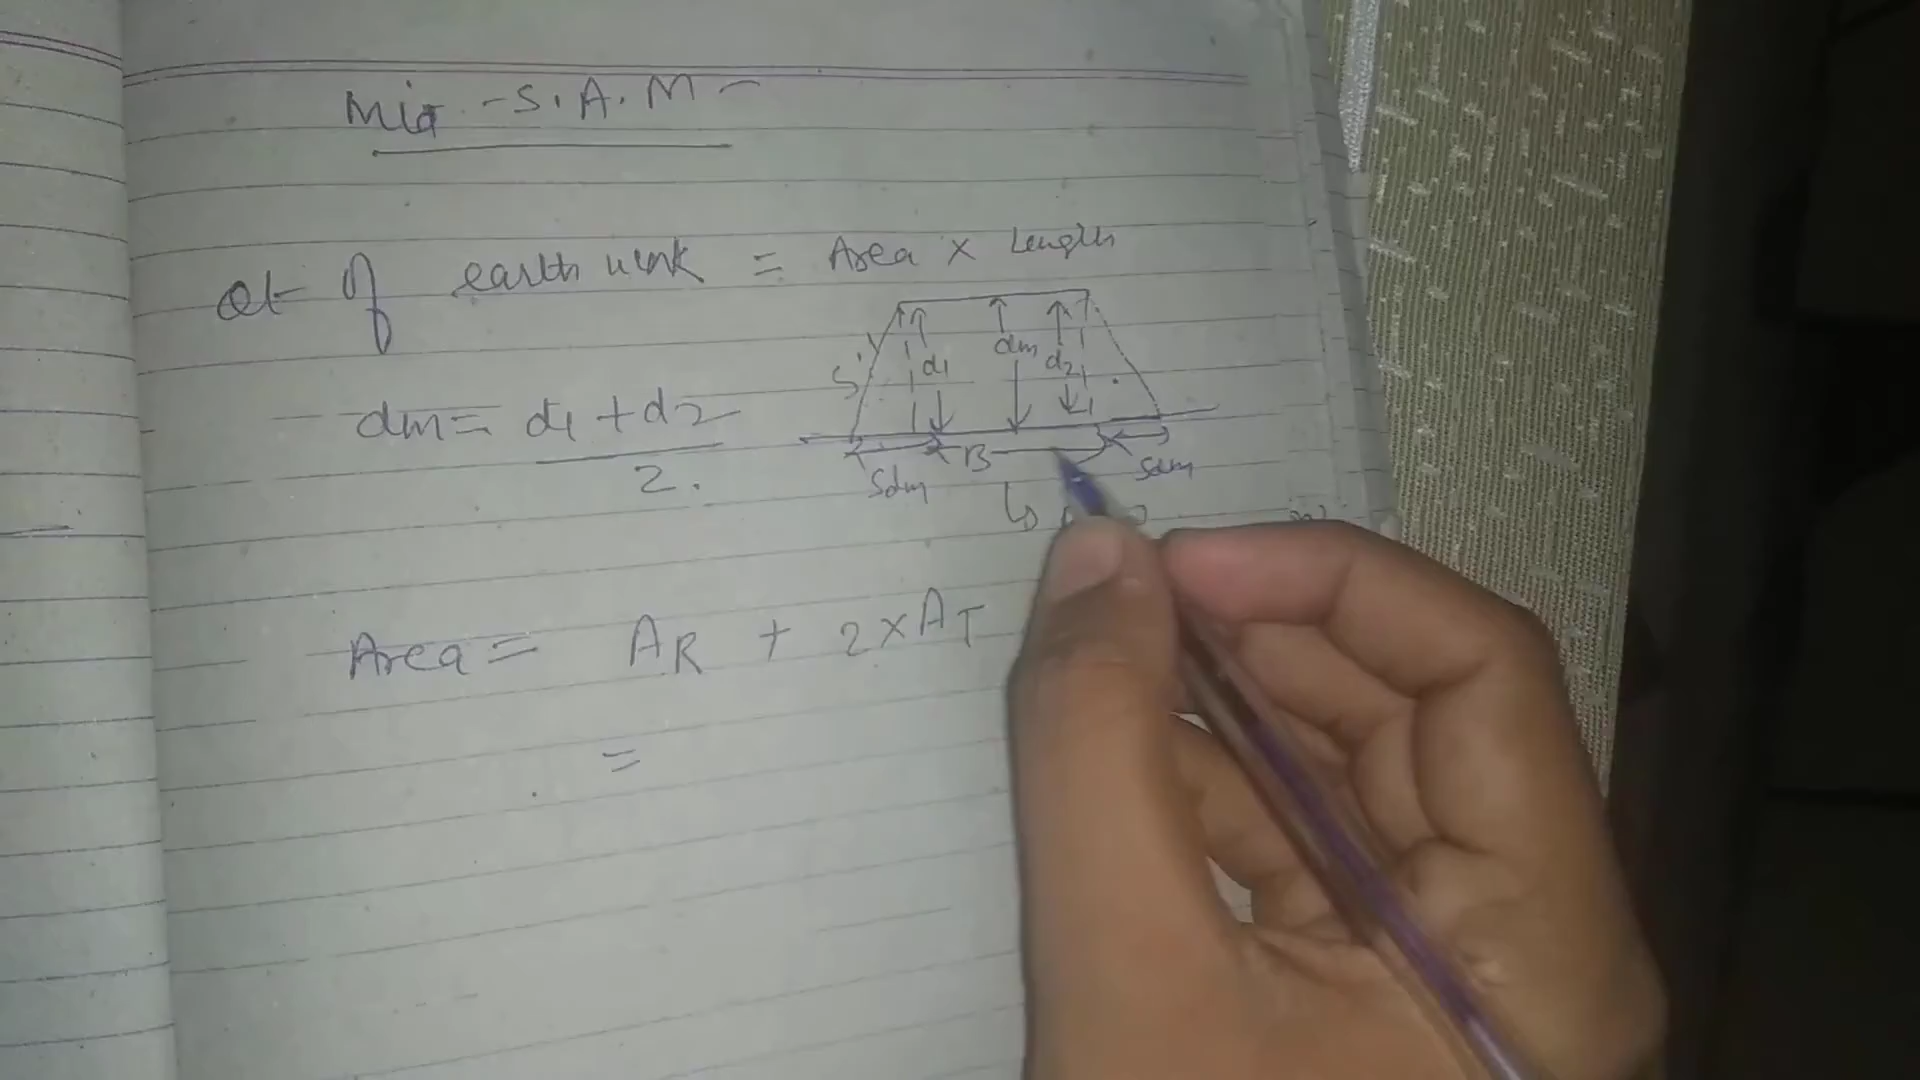 Mid - S.A.M -
Qt of earth work = Area x Length
S:1 d1 dm d2
dm = d1 + d2
2.
Sdm B Sdm
Area = AR + 2xAT
=